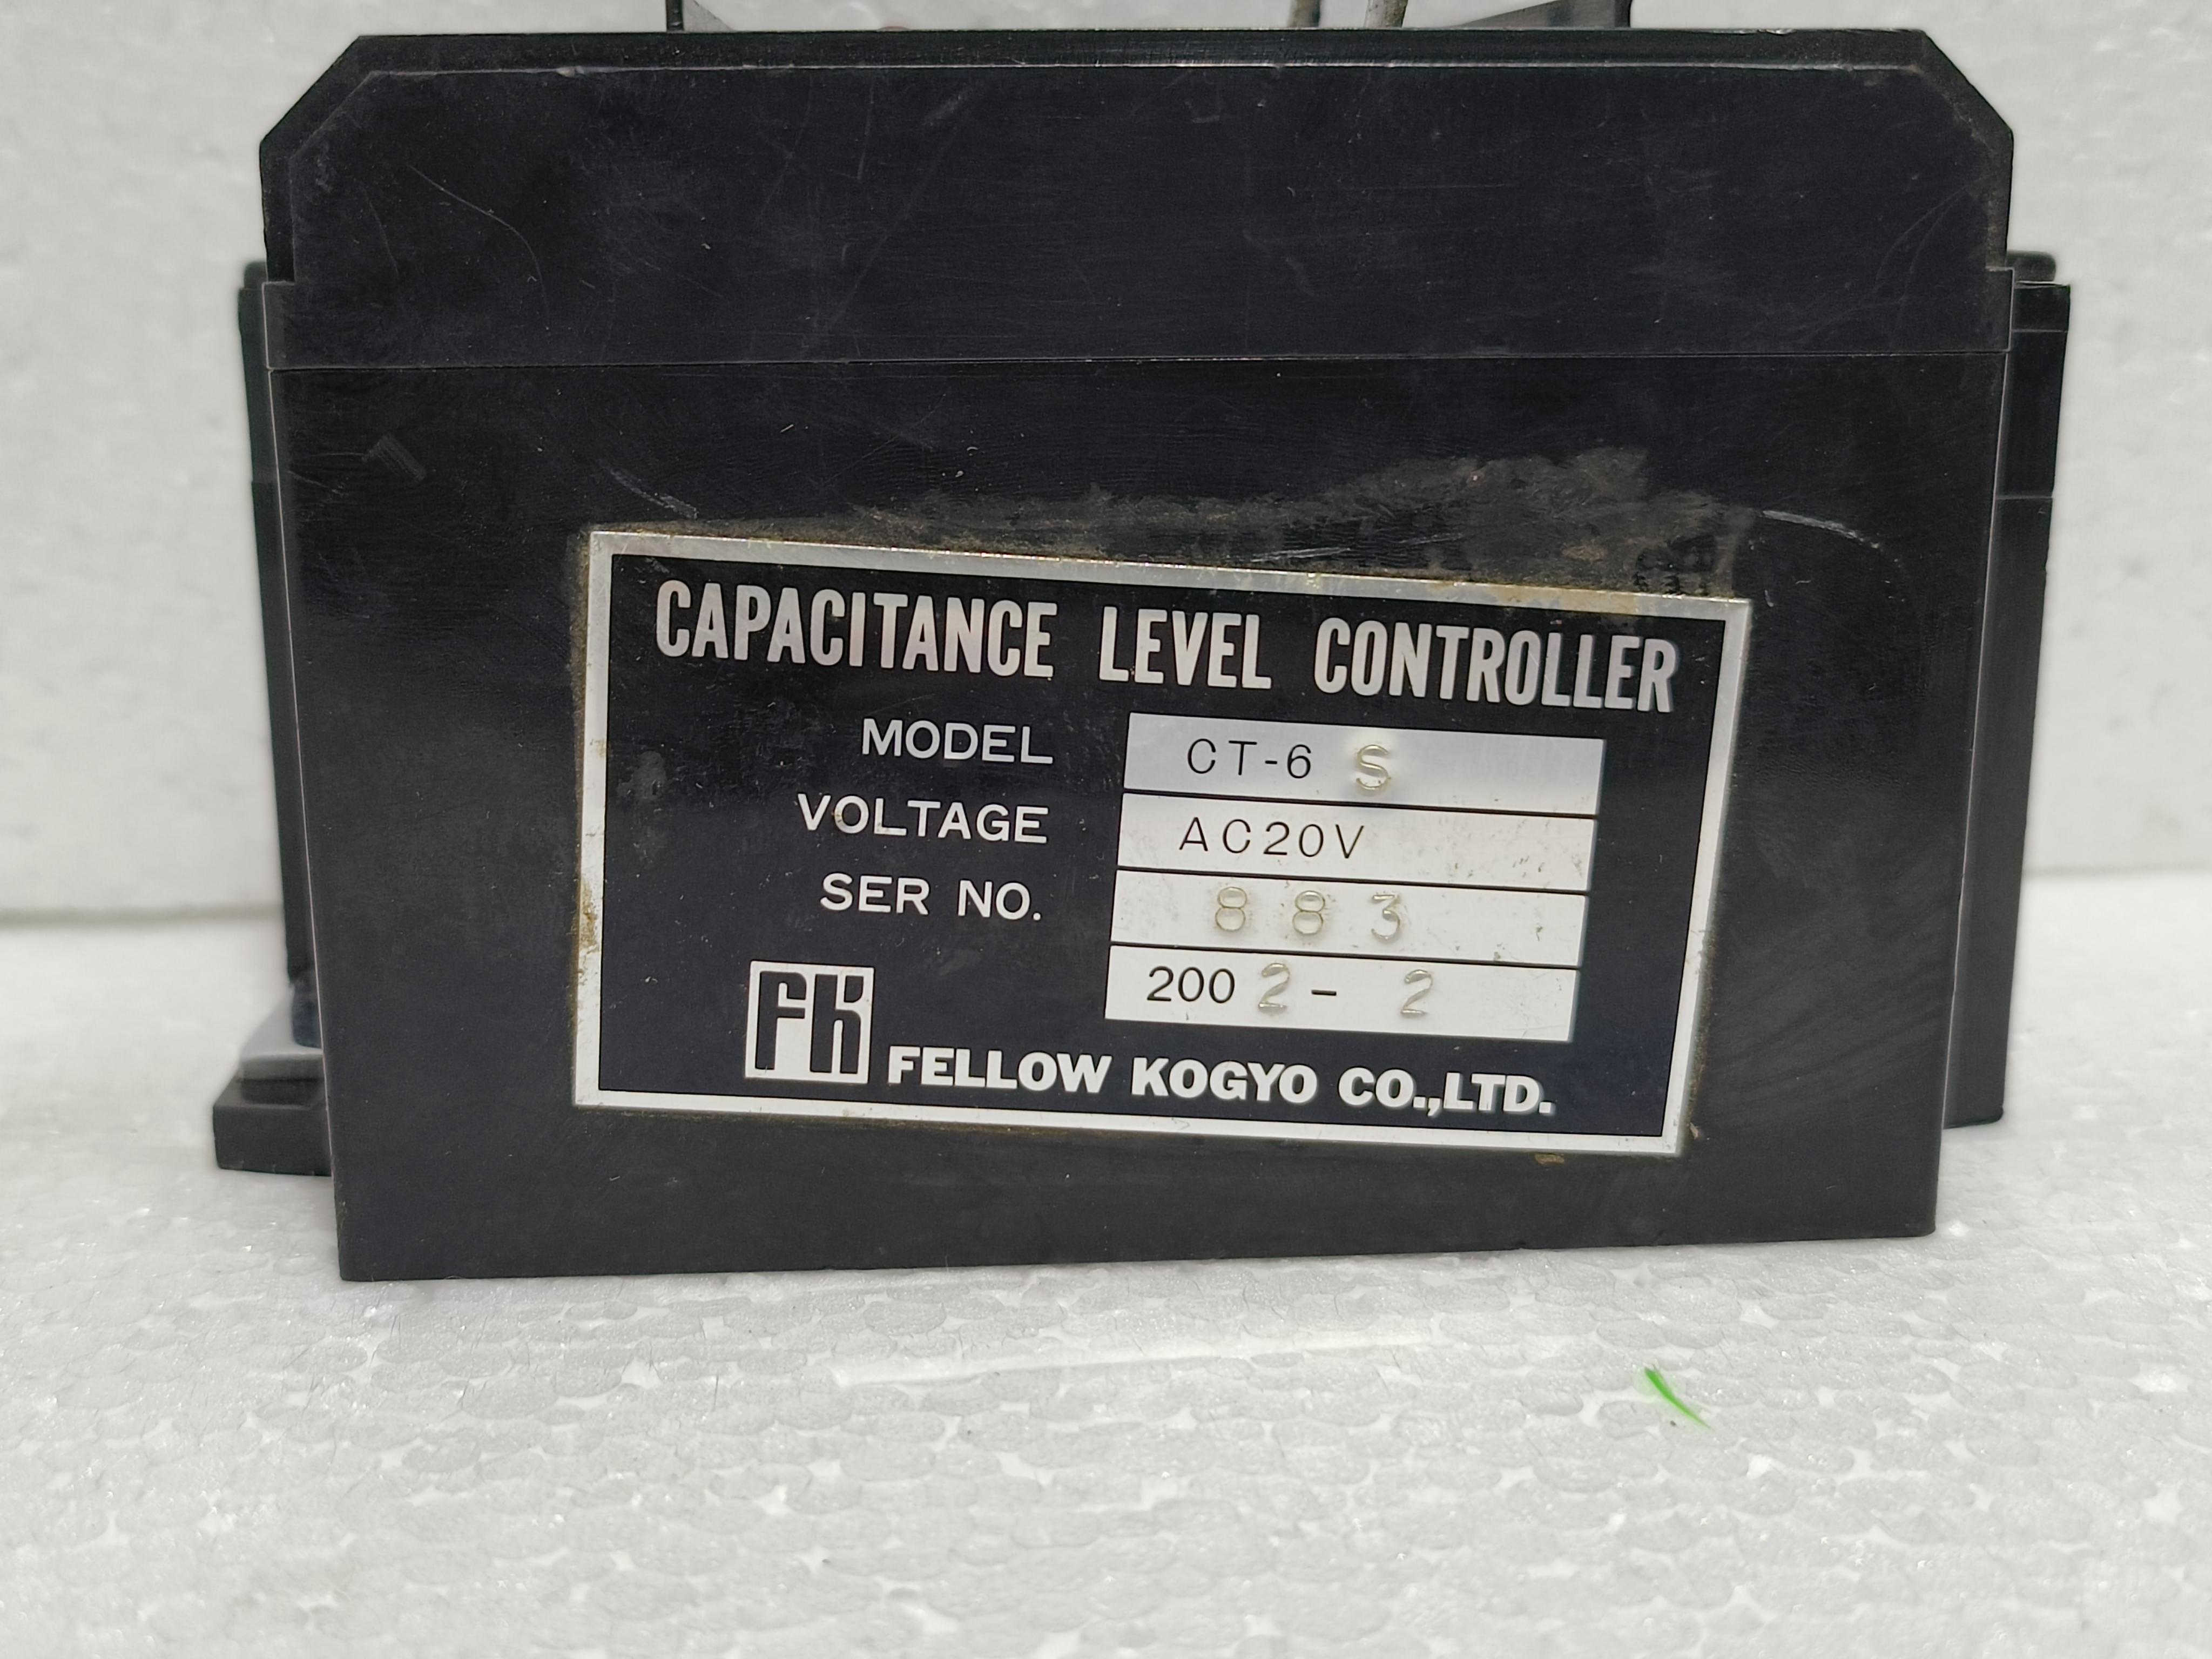 CAPACITANCE LEVEL CONTROLLER
MODEL CT-6 S
VOLTAGE AC20V
SER NO. 883
2002- 2
FK FELLOW KOGYO CO.,LTD.